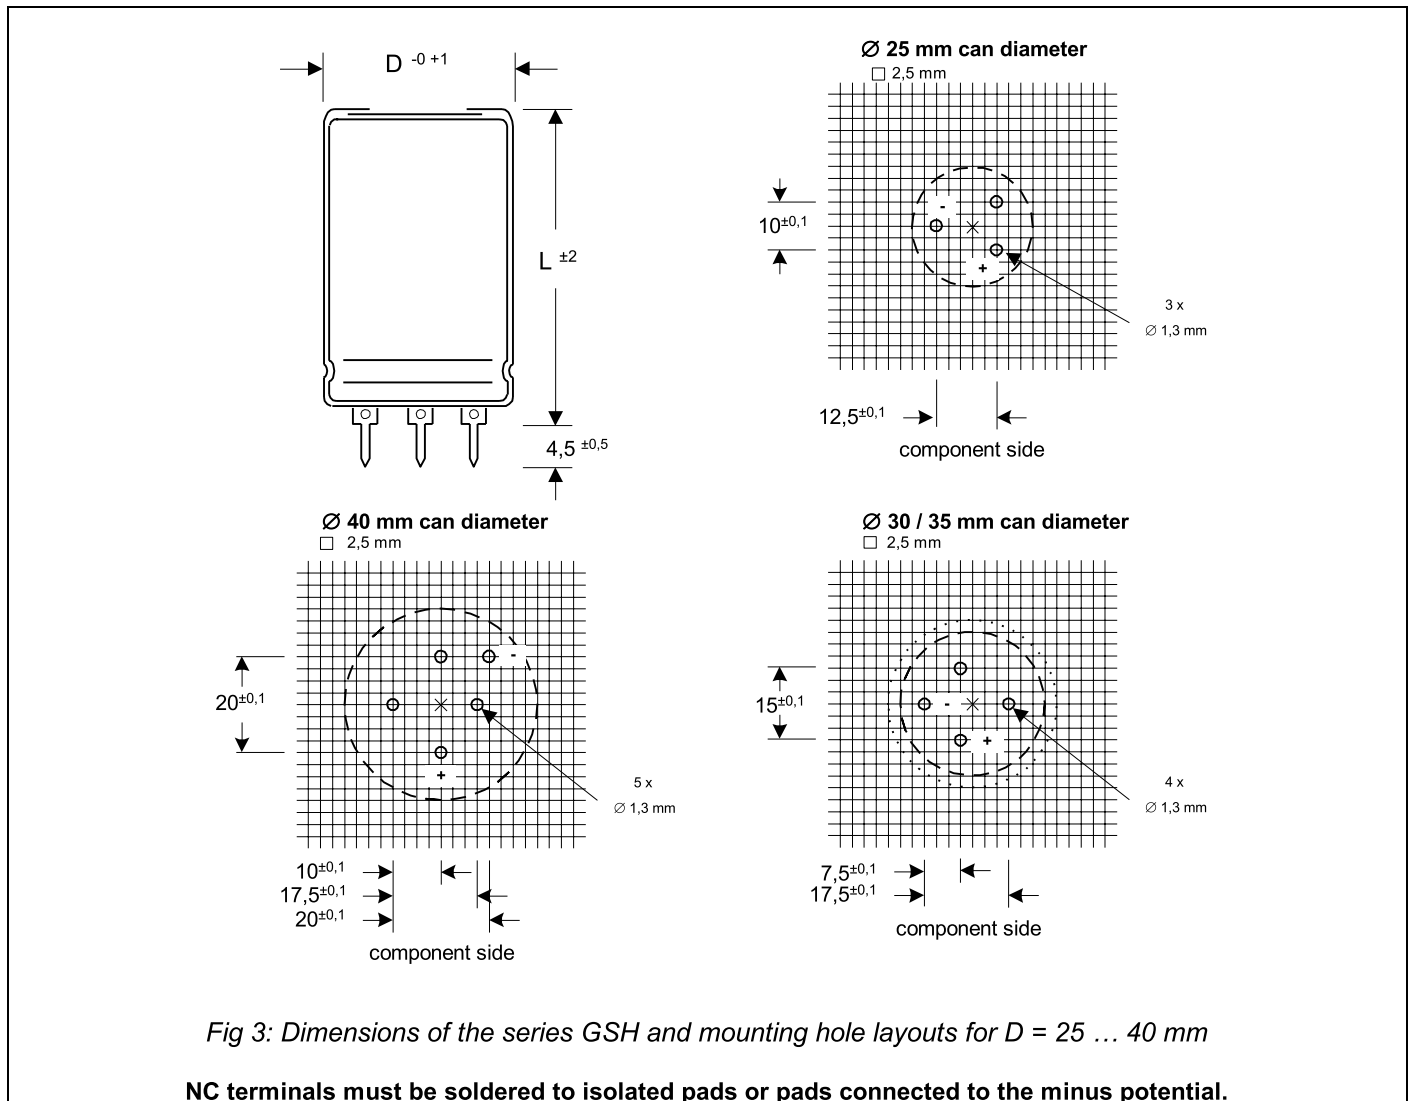 D -0 +1
L ±2
4,5 ±0,5
Ø 25 mm can diameter
□ 2,5 mm
-
10±0,1
+
3 x
Ø 1,3 mm
12,5±0,1
component side
Ø 40 mm can diameter
□ 2,5 mm
-
20±0,1
+
5 x
Ø 1,3 mm
10±0,1
17,5±0,1
20±0,1
component side
Ø 30 / 35 mm can diameter
□ 2,5 mm
15±0,1
-
+
4 x
Ø 1,3 mm
7,5±0,1
17,5±0,1
component side
Fig 3: Dimensions of the series GSH and mounting hole layouts for D = 25 … 40 mm
NC terminals must be soldered to isolated pads or pads connected to the minus potential.